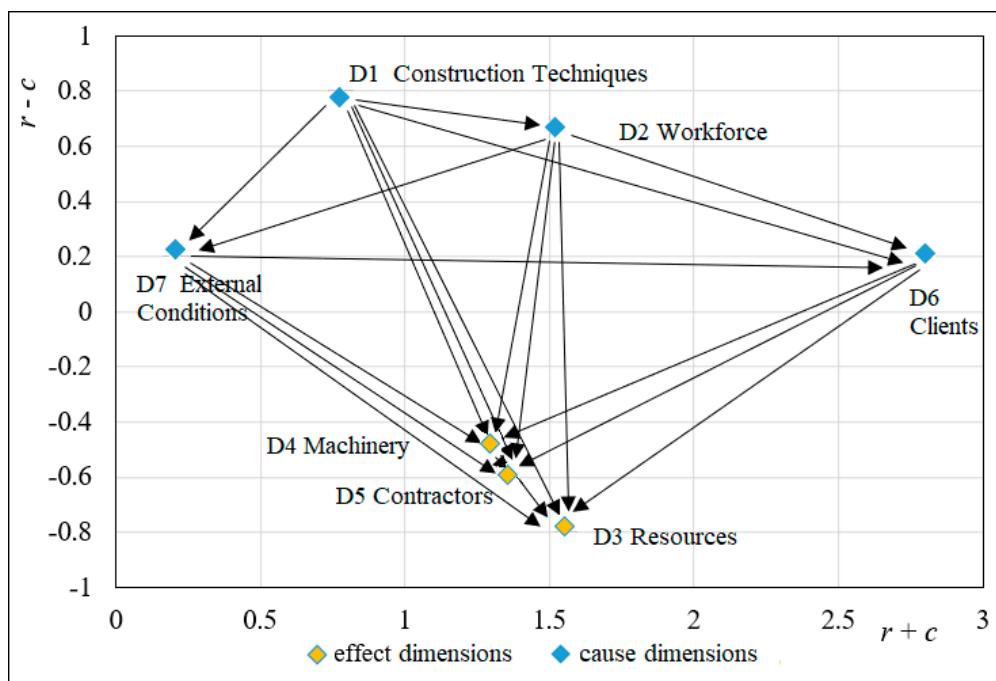 1
D1 Construction Techniques
0.8
D2 Workforce
0.6
r - c
0.4
0.2
D7 External
Conditions
D6
Clients
0
-0.2
-0.4
D4 Machinery
-0.6
D5 Contractors
-0.8
D3 Resources
-1
0 0.5 1 1.5 2 2.5 3
r + c
effect dimensions cause dimensions